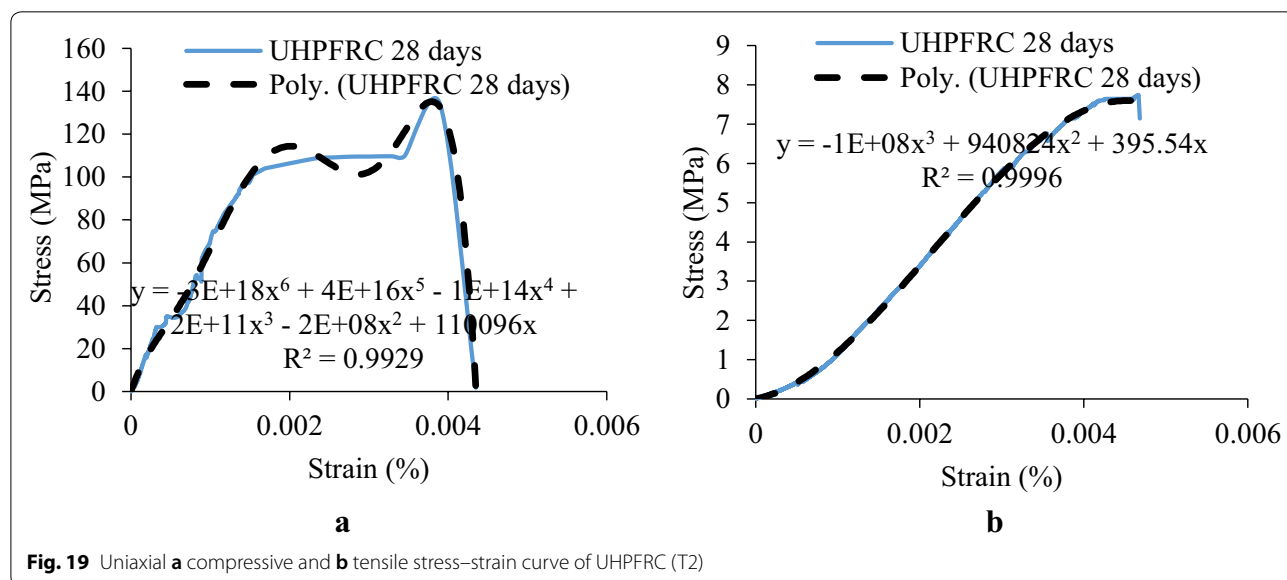 160
140
120
100
80
60
40
20
0
Stress (MPa)
UHPFRC 28 days
Poly. (UHPFRC 28 days)
y = -3E+18x⁶ + 4E+16x⁵ - 1E+14x⁴ +
2E+11x³ - 2E+08x² + 110096x
R² = 0.9929
0 0.002 0.004 0.006
Strain (%)
a
9
8
7
6
5
4
3
2
1
0
Stress (MPa)
UHPFRC 28 days
Poly. (UHPFRC 28 days)
y = -1E+08x³ + 940824x² + 395.54x
R² = 0.9996
0 0.002 0.004 0.006
Strain (%)
b
Fig. 19 Uniaxial a compressive and b tensile stress–strain curve of UHPFRC (T2)